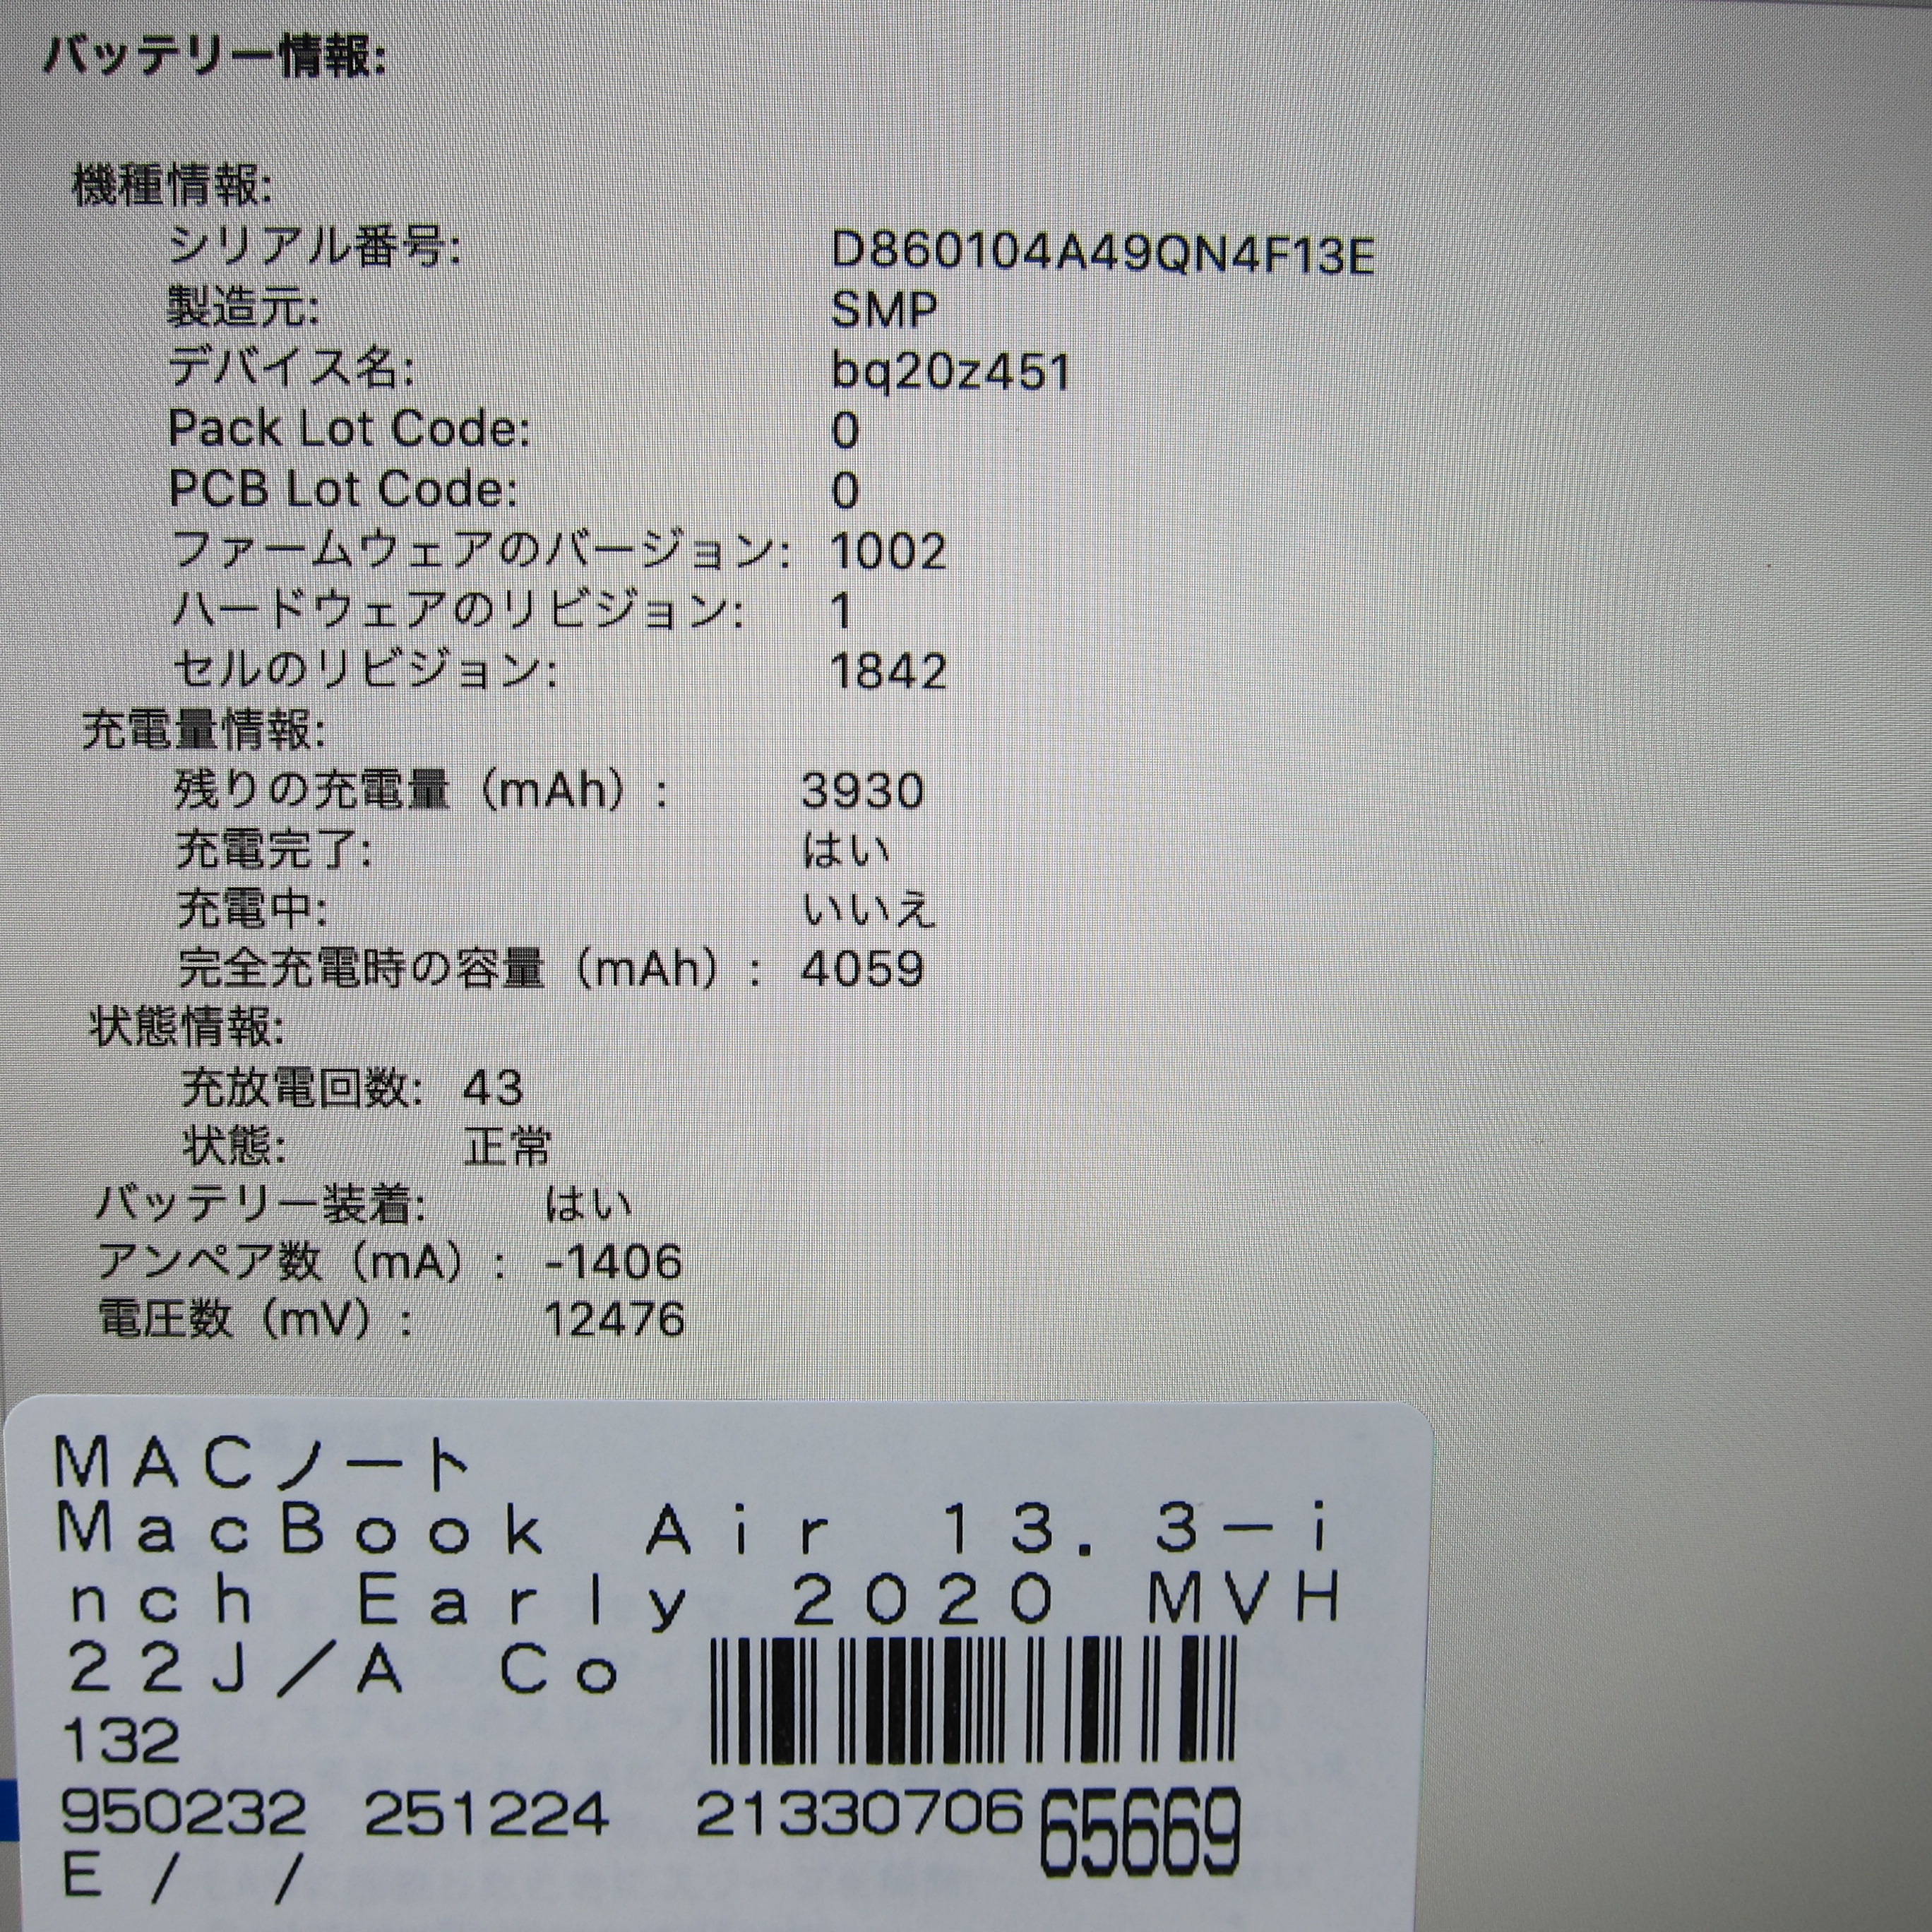 バッテリー情報:
機種情報:
シリアル番号: D860104A49QN4F13E
製造元: SMP
デバイス名: bq20z451
Pack Lot Code: 0
PCB Lot Code: 0
ファームウェアのバージョン: 1002
ハードウェアのリビジョン: 1
セルのリビジョン: 1842
充電量情報:
残りの充電量（mAh）: 3930
充電完了: はい
充電中: いいえ
完全充電時の容量（mAh）: 4059
状態情報:
充放電回数: 43
状態: 正常
バッテリー装着: はい
アンペア数（mA）: -1406
電圧数（mV）: 12476
ＭＡＣノート
ＭａｃＢｏｏｋ　Ａｉｒ　１３．３－ｉ
ｎｃｈ　Ｅａｒｌｙ　２０２０　ＭＶＨ
２２Ｊ／Ａ　Ｃｏ
132
950232 251224 21330706 65669
E / /